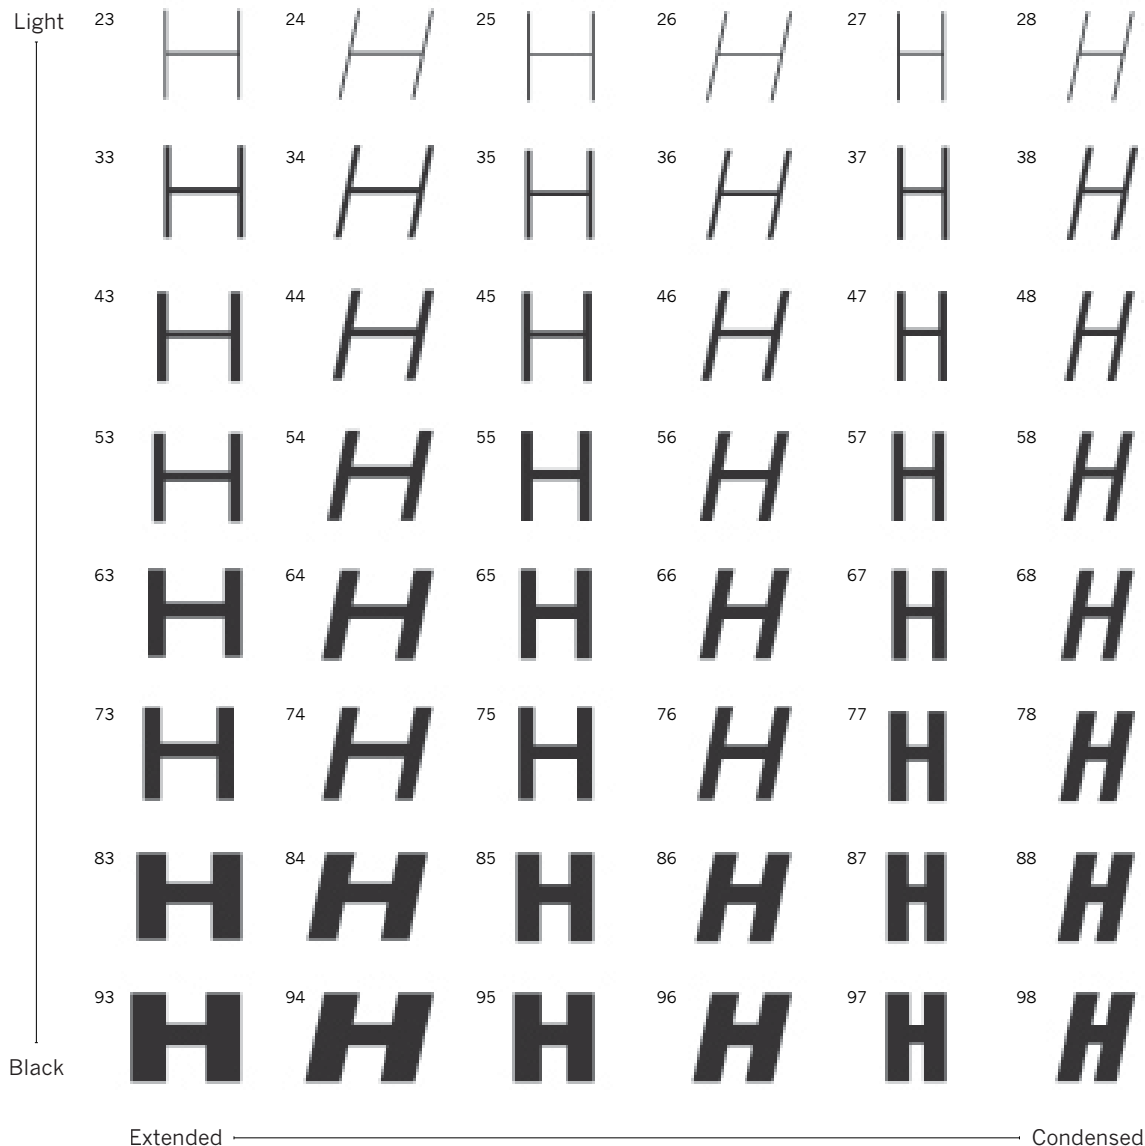 Light
23 H 24 H 25 H 26 H 27 H 28 H
33 H 34 H 35 H 36 H 37 H 38 H
43 H 44 H 45 H 46 H 47 H 48 H
53 H 54 H 55 H 56 H 57 H 58 H
63 H 64 H 65 H 66 H 67 H 68 H
73 H 74 H 75 H 76 H 77 H 78 H
83 H 84 H 85 H 86 H 87 H 88 H
93 H 94 H 95 H 96 H 97 H 98 H
Black
Extended Condensed